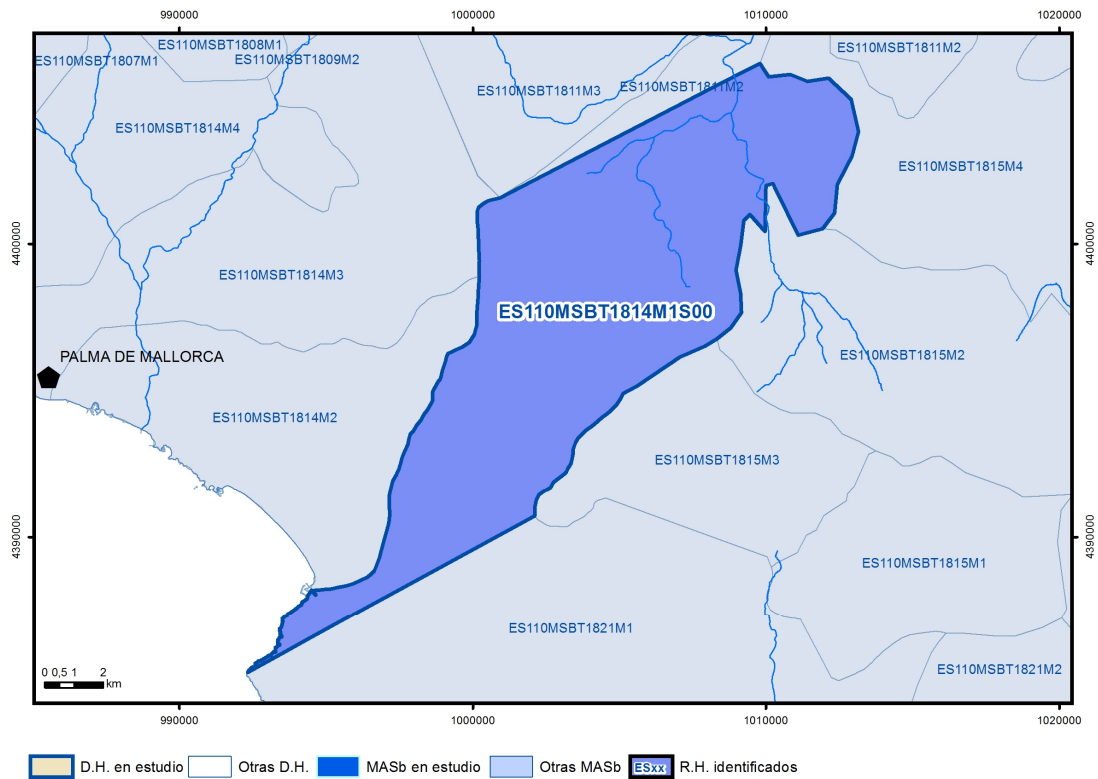 990000 1000000 1010000 1020000
ES110MSBT1808M1
ES110MSBT1811M2
ES110MSBT1807M1
ES110MSBT1809M2
ES110MSBT1811M3
ES110MSBT1811M2
ES110MSBT1814M4
ES110MSBT1815M4
4400000
4400000
ES110MSBT1814M3
ES110MSBT1814M1S00
PALMA DE MALLORCA
ES110MSBT1815M2
ES110MSBT1814M2
ES110MSBT1815M3
4390000
4390000
ES110MSBT1815M1
ES110MSBT1821M1
ES110MSBT1821M2
0 0,5 1 2
km
990000 1000000 1010000 1020000
D.H. en estudio
Otras D.H.
MASb en estudio
Otras MASb
ESxx
R.H. identificados